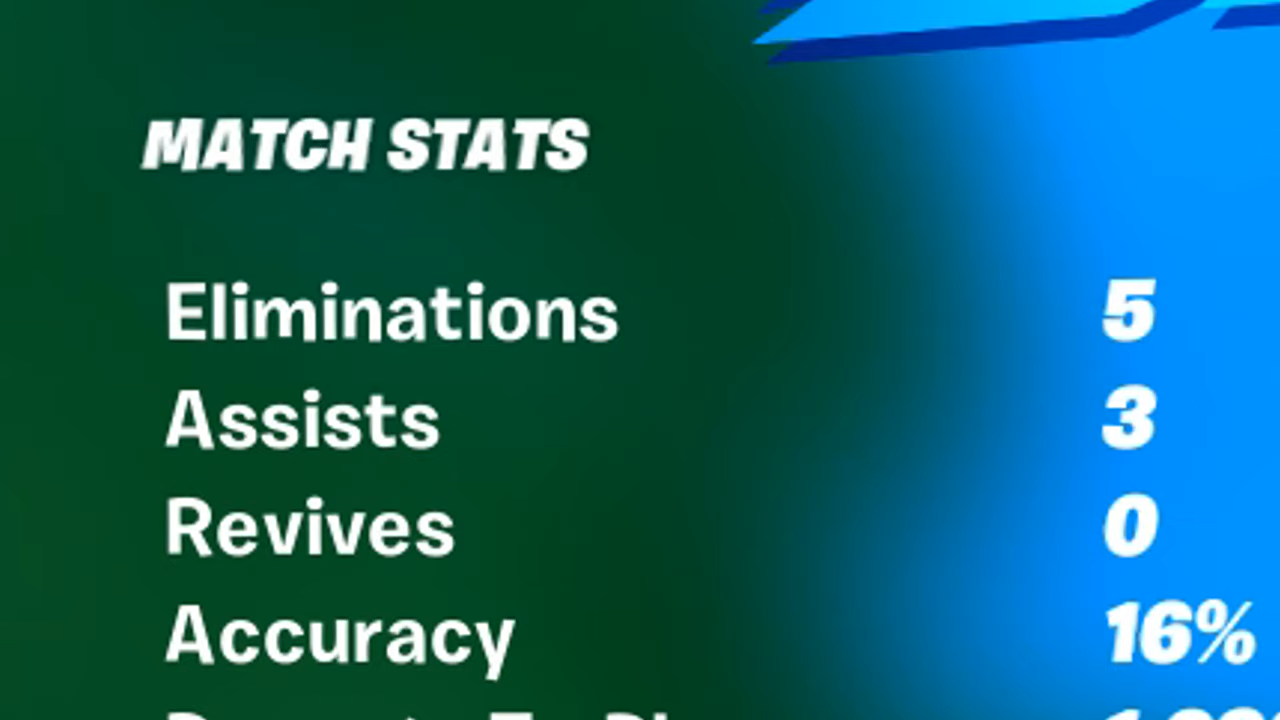 MATCH STATS
Eliminations 5
Assists 3
Revives 0
Accuracy 16%